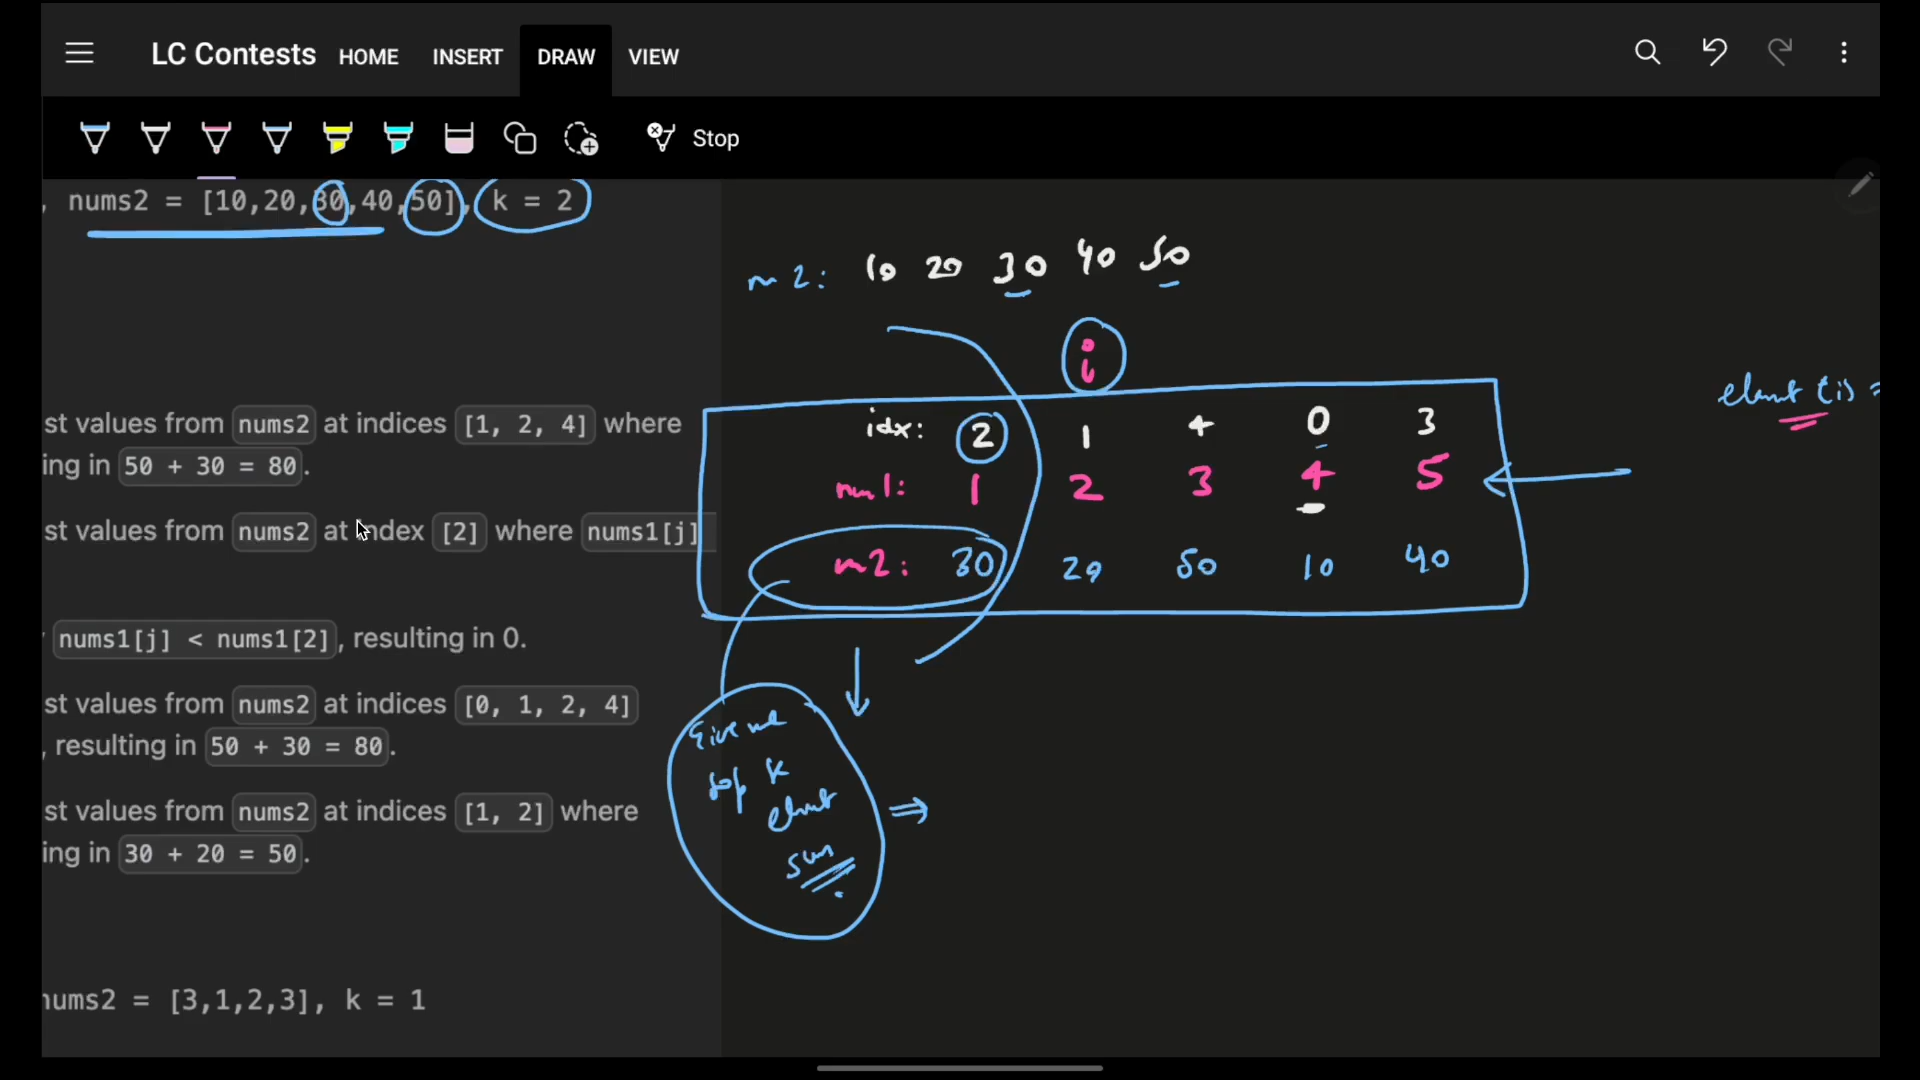 LC Contests HOME INSERT DRAW VIEW
Stop
, nums2 = [10,20,30,40,50], k = 2
st values from nums2 at indices [1, 2, 4] where
ing in 50 + 30 = 80.
st values from nums2 at index [2] where nums1[j]
nums1[j] < nums1[2], resulting in 0.
st values from nums2 at indices [0, 1, 2, 4]
, resulting in 50 + 30 = 80.
st values from nums2 at indices [1, 2] where
ing in 30 + 20 = 50.
nums2 = [3,1,2,3], k = 1
n2: 10 20 30 40 50
i
idx: 2 1 4 0 3
nn1: 1 2 3 4 5
n2: 30 20 50 10 40
Give me
top k
sum
(i) =